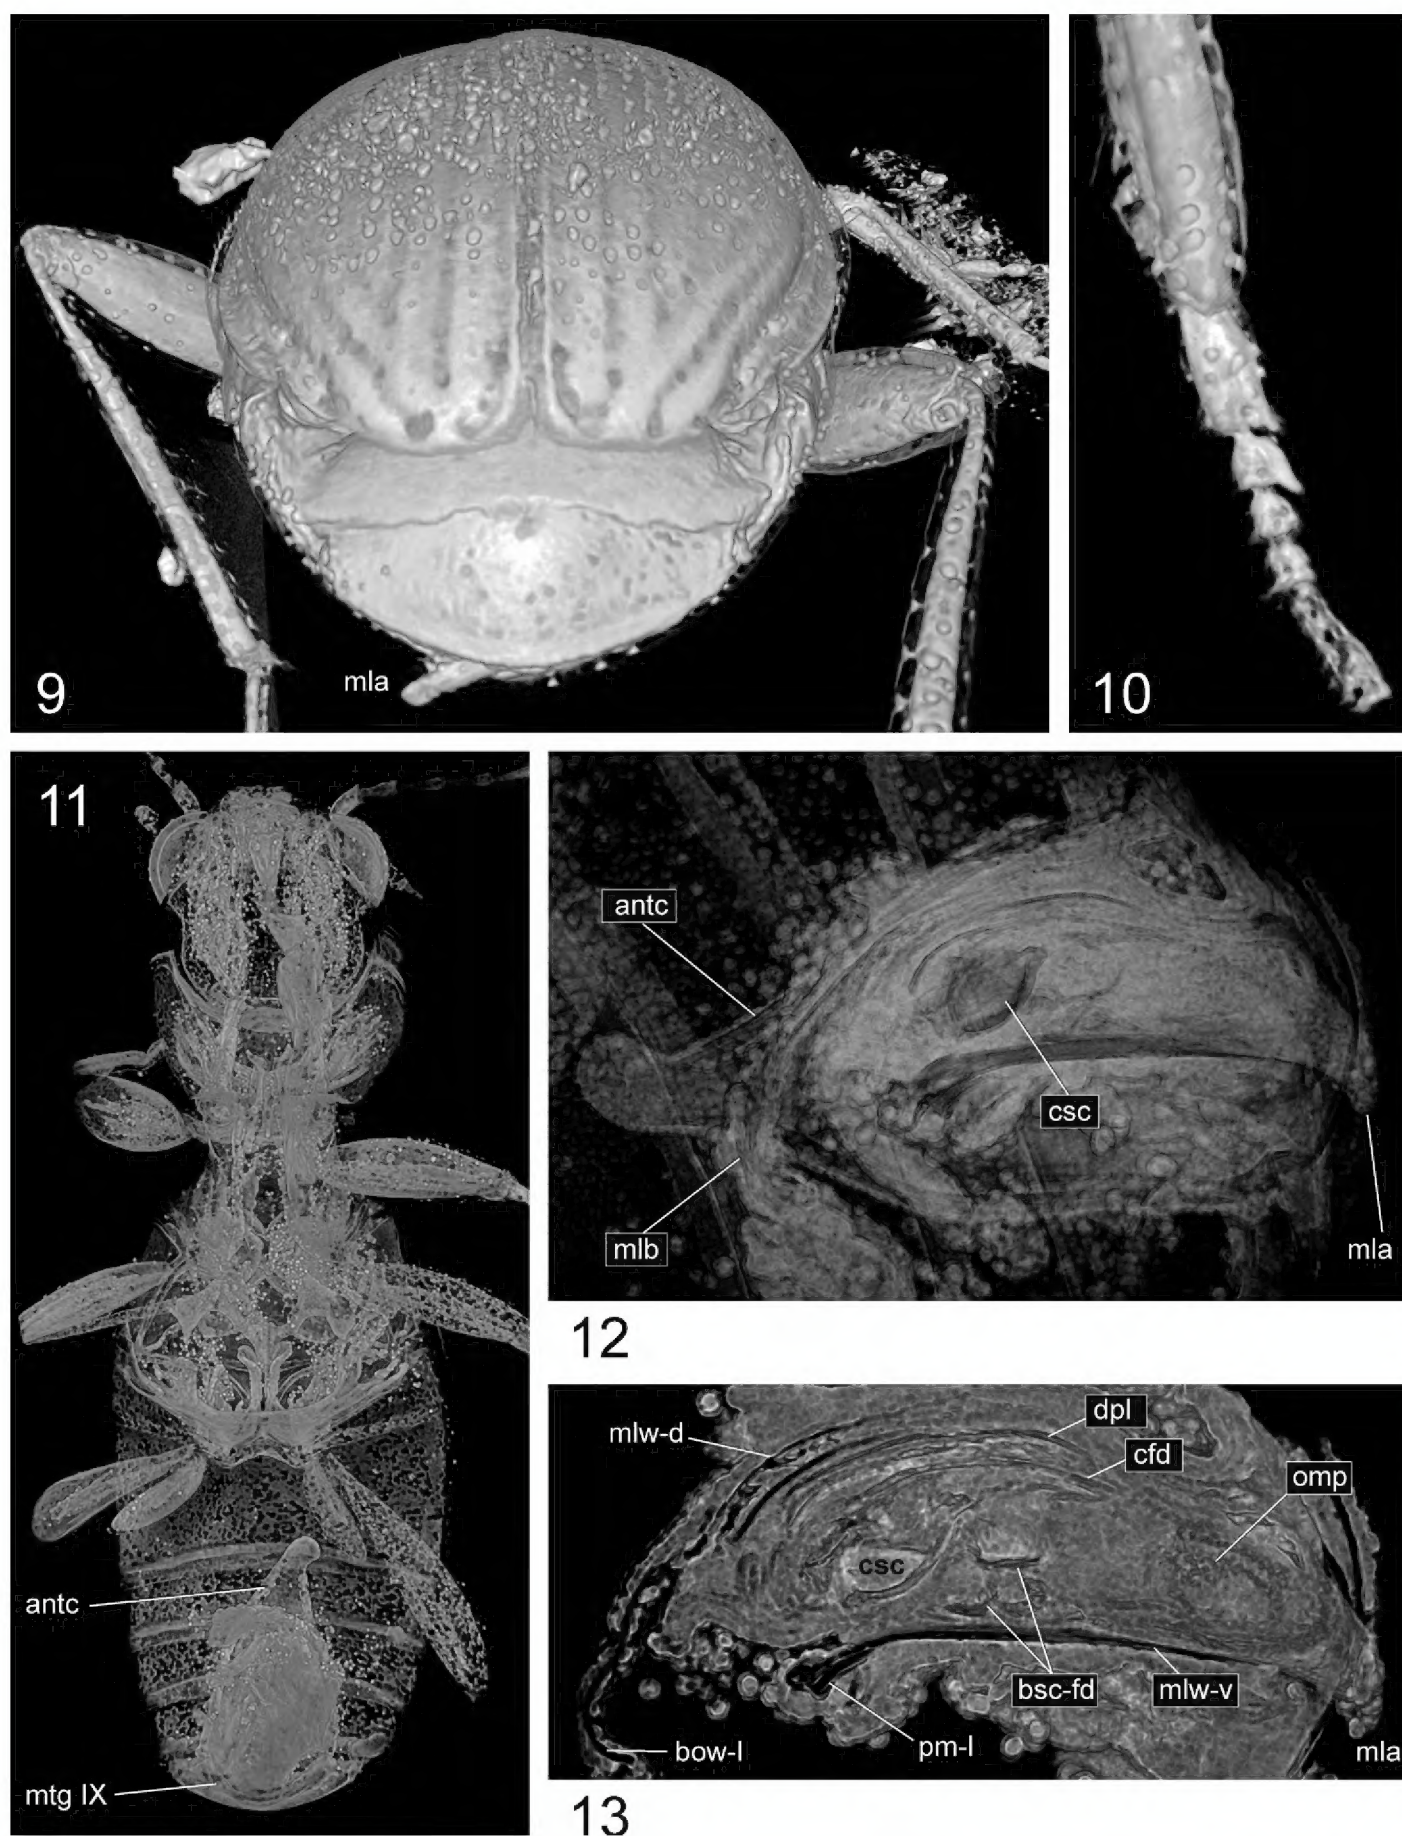 9
mla
10
11
antc
mtg IX
antc
csc
mlb
mla
12
mlw-d
dpl
cfd
omp
csc
bsc-fd
mlw-v
bow-l
pm-l
mla
13